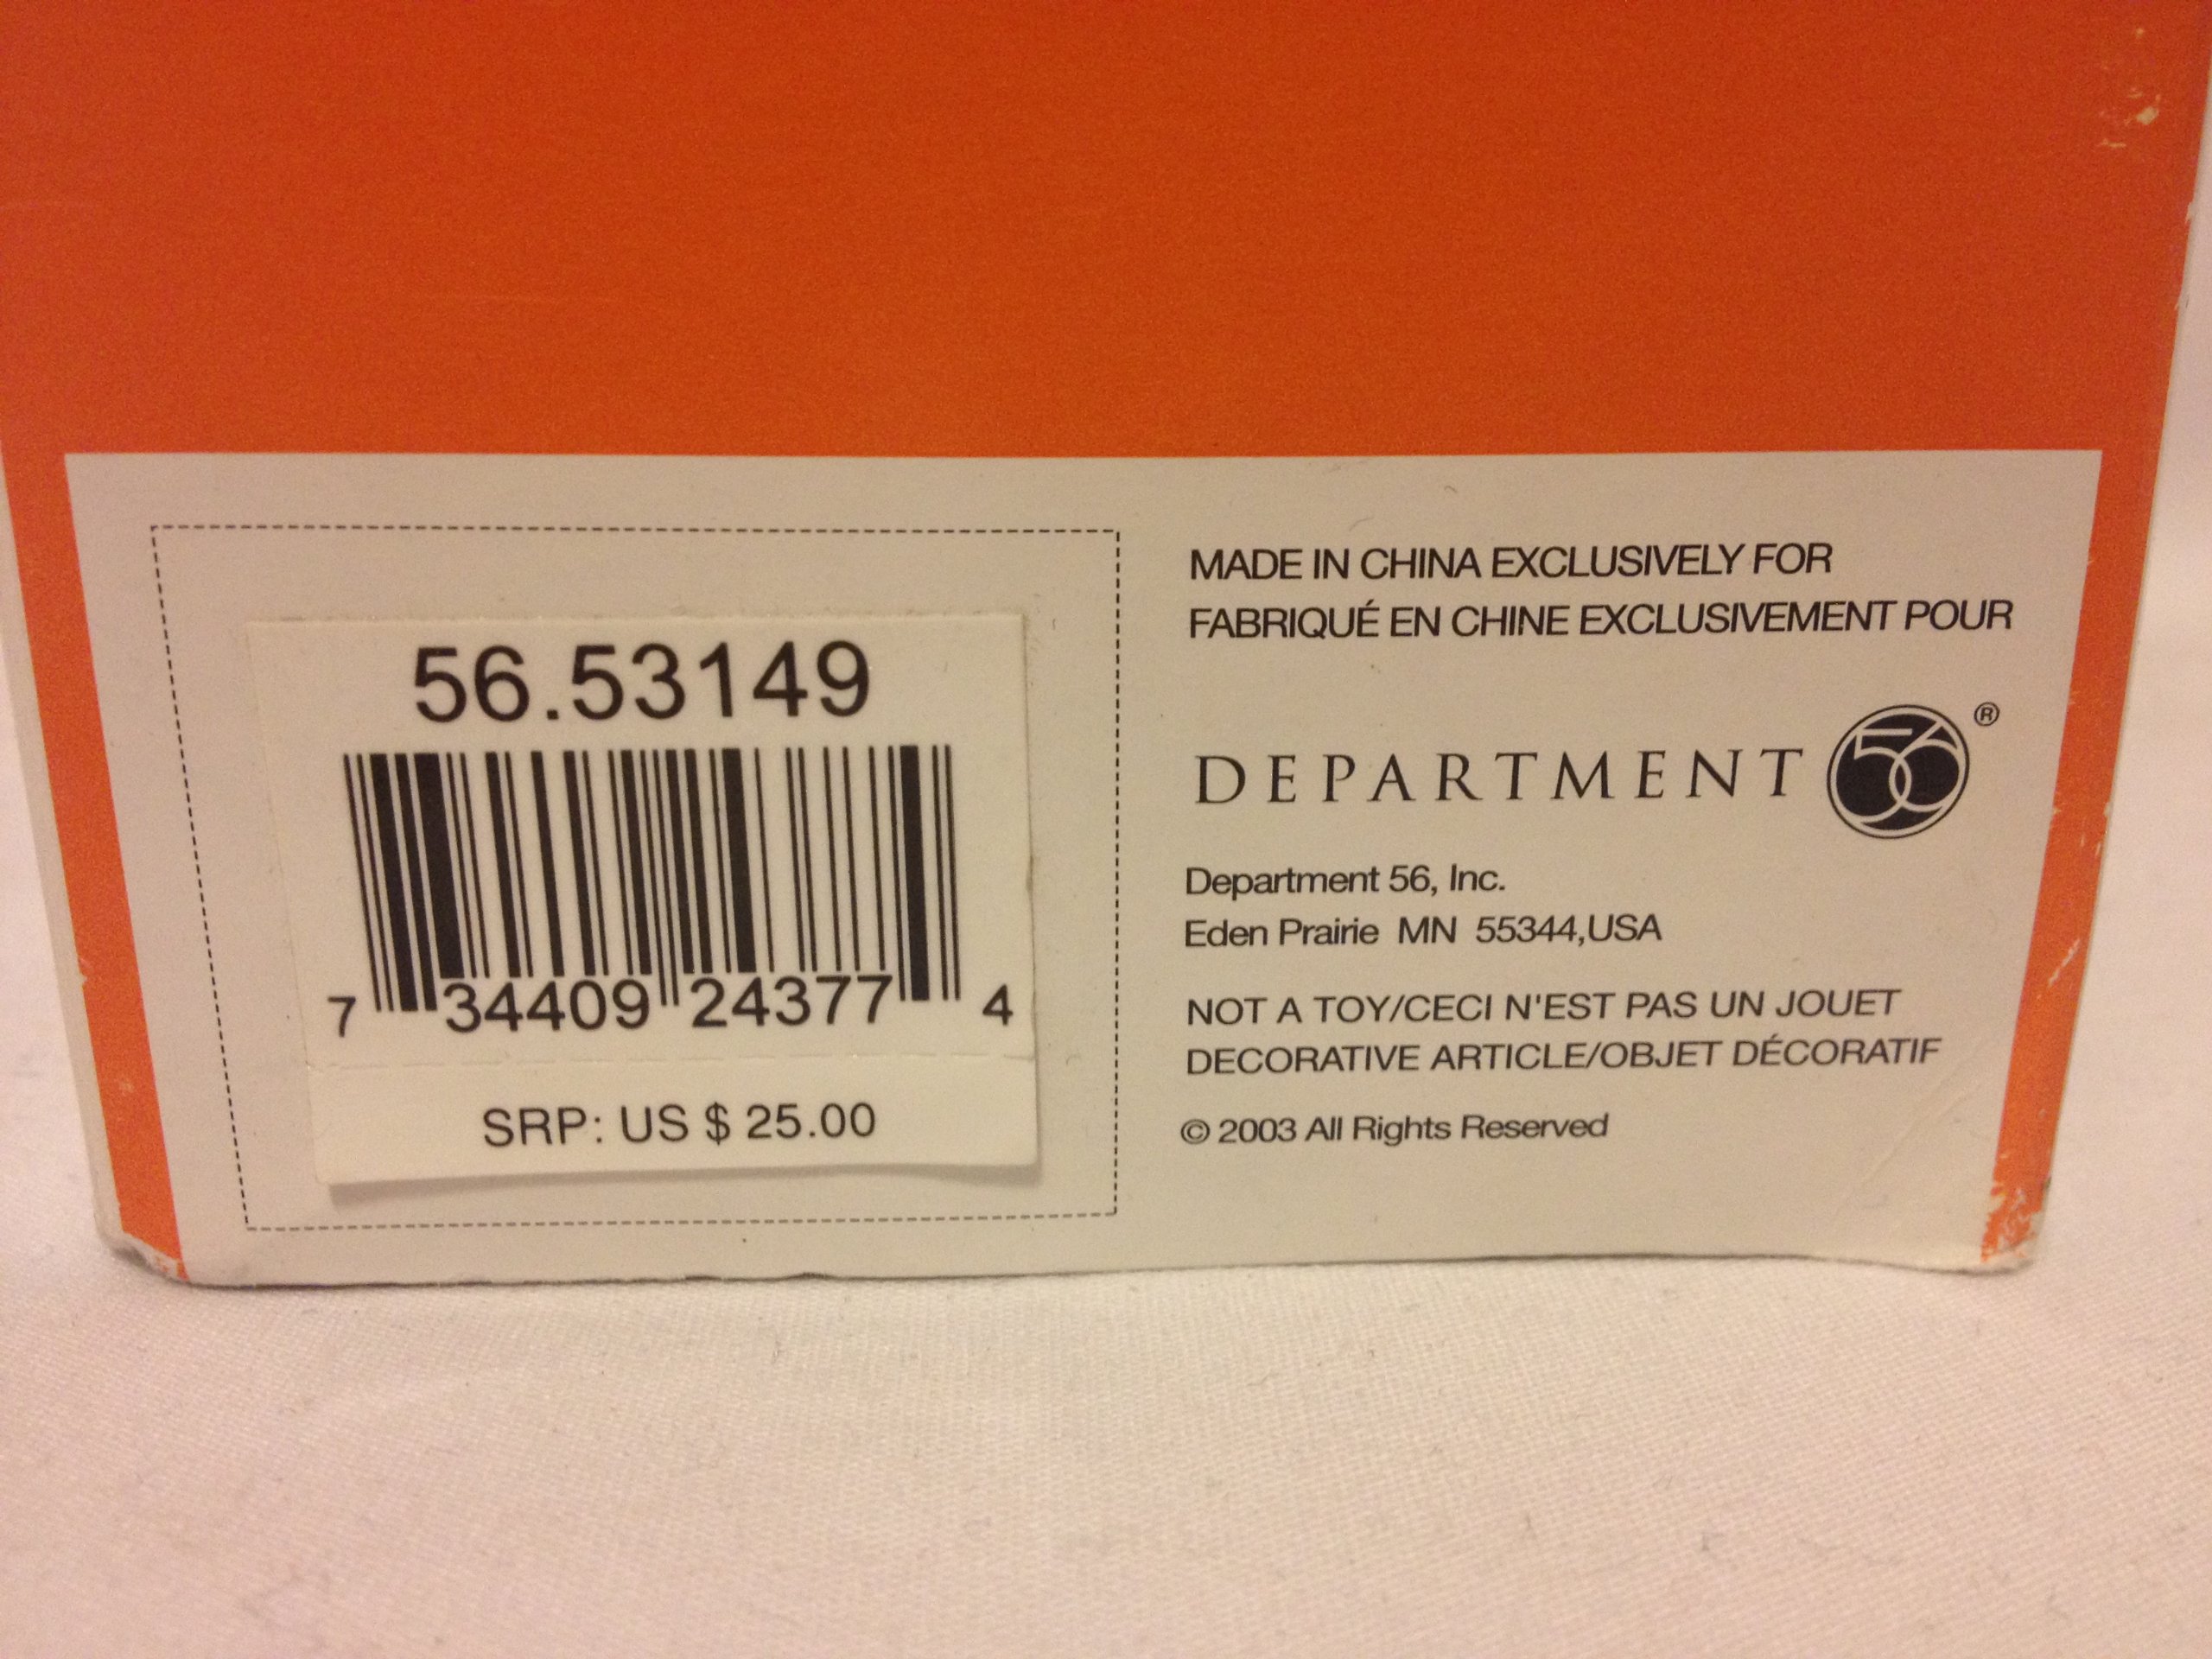 56.53149
7 34409 24377 4
SRP: US $ 25.00
MADE IN CHINA EXCLUSIVELY FOR
FABRIQUÉ EN CHINE EXCLUSIVEMENT POUR
DEPARTMENT 56 ®
Department 56, Inc.
Eden Prairie MN 55344,USA
NOT A TOY/CECI N'EST PAS UN JOUET
DECORATIVE ARTICLE/OBJET DÉCORATIF
© 2003 All Rights Reserved